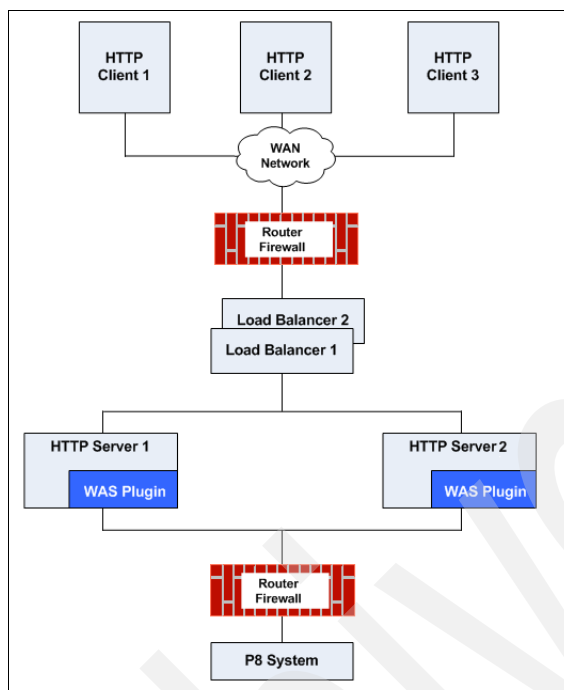 HTTP
Client 1
HTTP
Client 2
HTTP
Client 3
WAN
Network
Router
Firewall
Load Balancer 2
Load Balancer 1
HTTP Server 1
WAS Plugin
HTTP Server 2
WAS Plugin
Router
Firewall
P8 System